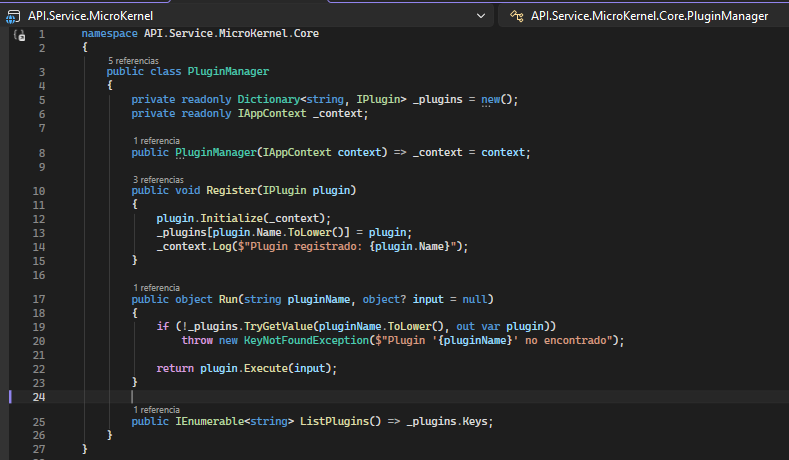 API.Service.MicroKernel
API.Service.MicroKernel.Core.PluginManager
1 namespace API.Service.MicroKernel.Core
2 {
5 referencias
3 public class PluginManager
4 {
5 private readonly Dictionary<string, IPlugin> _plugins = new();
6 private readonly IAppContext _context;
7
1 referencia
8 public PluginManager(IAppContext context) => _context = context;
9
3 referencias
10 public void Register(IPlugin plugin)
11 {
12 plugin.Initialize(_context);
13 _plugins[plugin.Name.ToLower()] = plugin;
14 _context.Log($"Plugin registrado: {plugin.Name}");
15 }
16
1 referencia
17 public object Run(string pluginName, object? input = null)
18 {
19 if (!_plugins.TryGetValue(pluginName.ToLower(), out var plugin))
20 throw new KeyNotFoundException($"Plugin '{pluginName}' no encontrado");
21
22 return plugin.Execute(input);
23 }
24
1 referencia
25 public IEnumerable<string> ListPlugins() => _plugins.Keys;
26 }
27 }